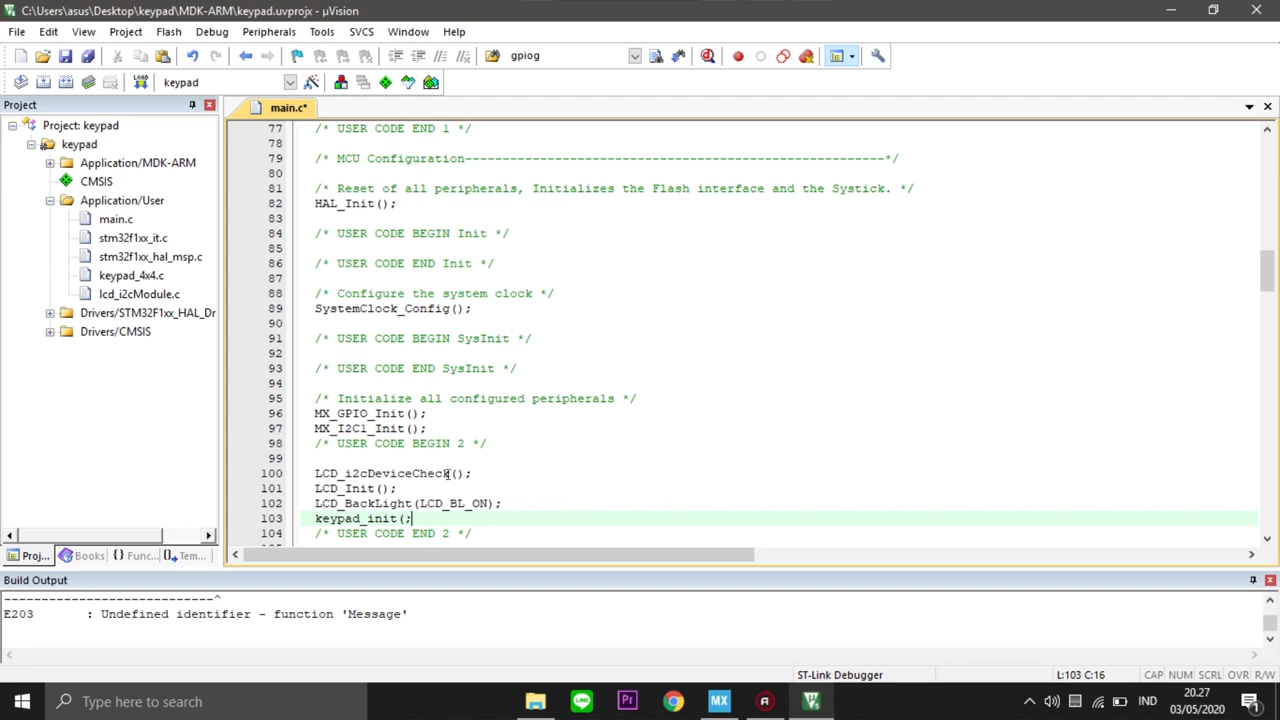 C:\Users\asus\Desktop\keypad\MDK-ARM\keypad.uvprojx - µVision
File Edit View Project Flash Debug Peripherals Tools SVCS Window Help
gpiog
LOAD keypad
Project
main.c*
Project: keypad
keypad
Application/MDK-ARM
CMSIS
Application/User
main.c
stm32f1xx_it.c
stm32f1xx_hal_msp.c
keypad_4x4.c
lcd_i2cModule.c
Drivers/STM32F1xx_HAL_Dr
Drivers/CMSIS
77 /* USER CODE END 1 */
78
79 /* MCU Configuration--------------------------------------------------------*/
80
81 /* Reset of all peripherals, Initializes the Flash interface and the Systick. */
82 HAL_Init();
83
84 /* USER CODE BEGIN Init */
85
86 /* USER CODE END Init */
87
88 /* Configure the system clock */
89 SystemClock_Config();
90
91 /* USER CODE BEGIN SysInit */
92
93 /* USER CODE END SysInit */
94
95 /* Initialize all configured peripherals */
96 MX_GPIO_Init();
97 MX_I2C1_Init();
98 /* USER CODE BEGIN 2 */
99
100 LCD_i2cDeviceCheck();
101 LCD_Init();
102 LCD_BackLight(LCD_BL_ON);
103 keypad_init(;
104 /* USER CODE END 2 */
Proj... Books {} Func... Tem...
Build Output
---------------------------^
E203 : Undefined identifier - function 'Message'
ST-Link Debugger L:103 C:16 CAP NUM SCRL OVR R/W
Type here to search
Pr MX IND
20.27
03/05/2020
1